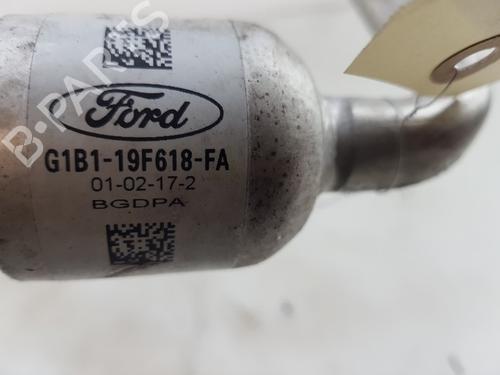 Ford
G1B1-19F618-FA
01-02-17-2
BGDPA
B-PARTS